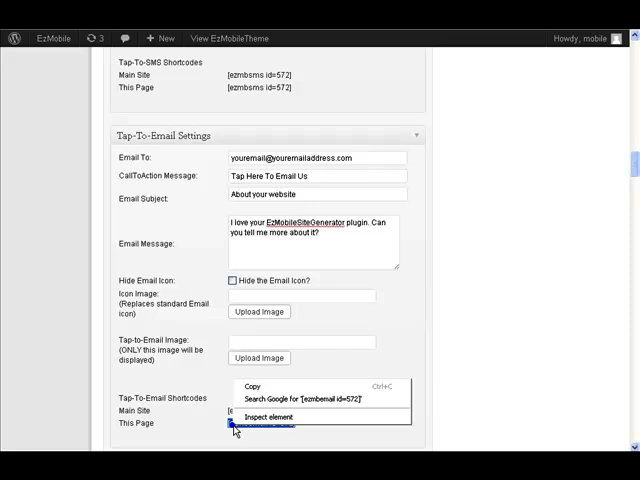 EzMobile 3 + New View EzMobileTheme Howdy, mobile
Tap-To-SMS Shortcodes
Main Site [ezmbsms id=572]
This Page [ezmbsms id=572]
Tap-To-Email Settings
Email To: youremail@youremailaddress.com
CallToAction Message: Tap Here To Email Us
Email Subject: About your website
I love your EzMobileSiteGenerator plugin. Can
you tell me more about it?
Email Message:
Hide Email Icon: Hide the Email Icon?
Icon Image:
(Replaces standard Email
icon)
Upload Image
Tap-to-Email Image:
(ONLY this image will be
displayed)
Upload Image
Copy Ctrl+C
Tap-To-Email Shortcodes
Search Google for '[ezmbemail id=572]'
Main Site
Inspect element
This Page